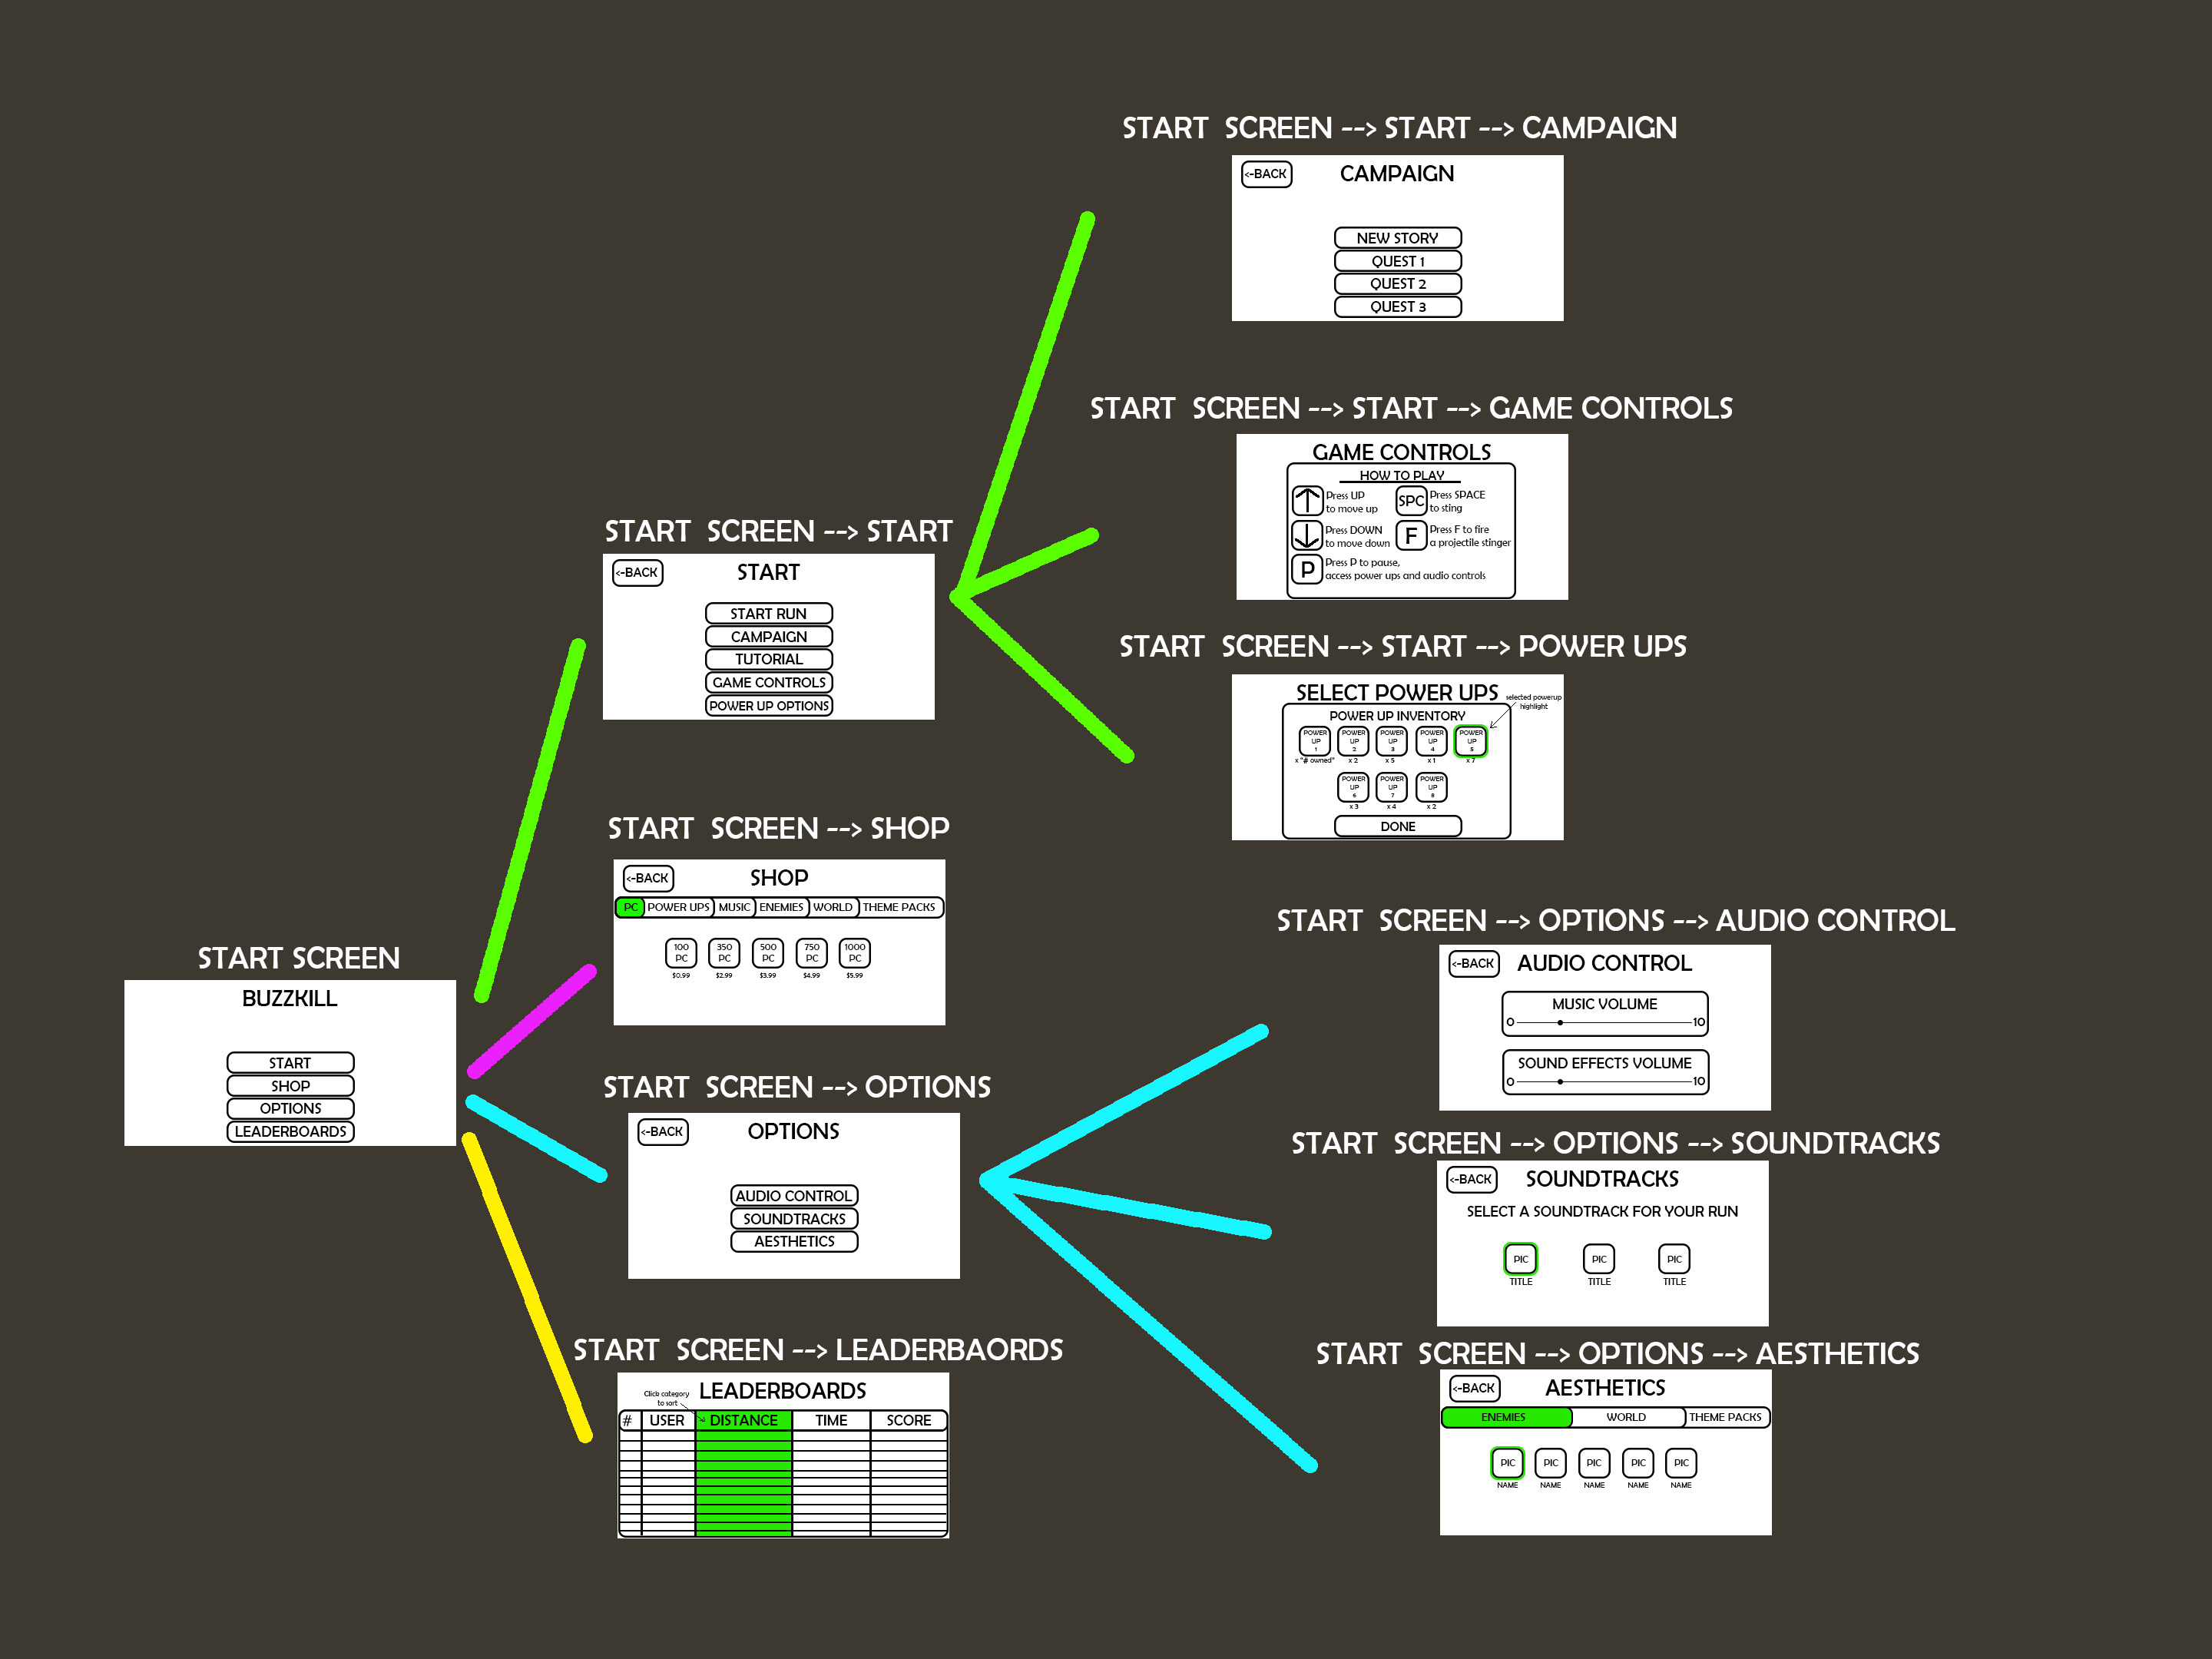 START SCREEN --> START --> CAMPAIGN
<-BACK
CAMPAIGN
NEW STORY
QUEST 1
QUEST 2
QUEST 3
START SCREEN --> START --> GAME CONTROLS
GAME CONTROLS
HOW TO PLAY
Press UP
to move up
SPC
Press SPACE
to sting
Press DOWN
to move down
F
Press F to fire
a projectile stinger
P
Press P to pause,
access power ups and audio controls
START SCREEN --> START
<-BACK
START
START RUN
CAMPAIGN
TUTORIAL
GAME CONTROLS
POWER UP OPTIONS
START SCREEN --> START --> POWER UPS
SELECT POWER UPS
selected powerup
highlight
POWER UP INVENTORY
POWER
UP
1
x "# owned"
POWER
UP
2
x 2
POWER
UP
3
x 5
POWER
UP
4
x 1
POWER
UP
5
x 7
POWER
UP
6
x 3
POWER
UP
7
x 4
POWER
UP
8
x 2
DONE
START SCREEN --> SHOP
<-BACK
SHOP
PC POWER UPS MUSIC ENEMIES WORLD THEME PACKS
100
PC
$0.99
350
PC
$2.99
500
PC
$3.99
750
PC
$4.99
1000
PC
$5.99
START SCREEN
BUZZKILL
START
SHOP
OPTIONS
LEADERBOARDS
START SCREEN --> OPTIONS --> AUDIO CONTROL
<-BACK
AUDIO CONTROL
MUSIC VOLUME
0 10
SOUND EFFECTS VOLUME
0 10
START SCREEN --> OPTIONS
<-BACK
OPTIONS
AUDIO CONTROL
SOUNDTRACKS
AESTHETICS
START SCREEN --> OPTIONS --> SOUNDTRACKS
<-BACK
SOUNDTRACKS
SELECT A SOUNDTRACK FOR YOUR RUN
PIC PIC PIC
TITLE TITLE TITLE
START SCREEN --> LEADERBAORDS
LEADERBOARDS
Click category
to sort
# USER DISTANCE TIME SCORE
START SCREEN --> OPTIONS --> AESTHETICS
<-BACK
AESTHETICS
ENEMIES WORLD THEME PACKS
PIC PIC PIC PIC PIC
NAME NAME NAME NAME NAME